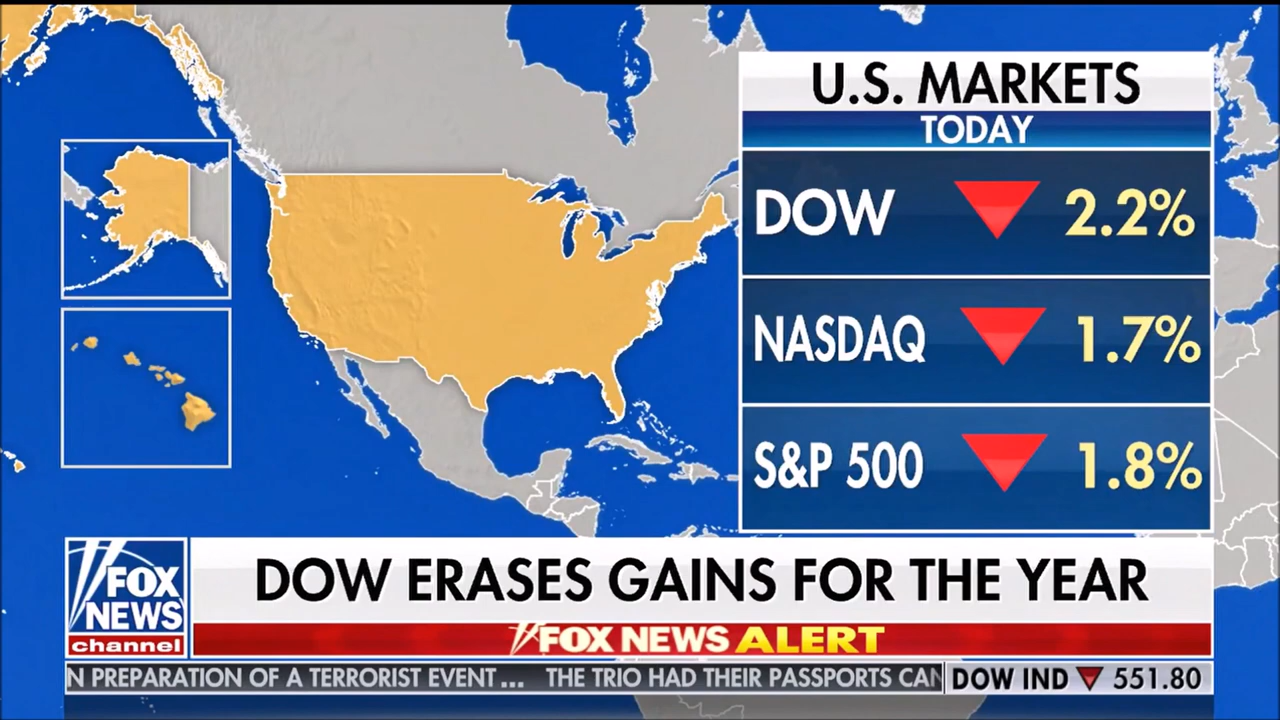 U.S. MARKETS
TODAY
DOW 2.2%
NASDAQ 1.7%
S&P 500 1.8%
FOX
NEWS
channel
DOW ERASES GAINS FOR THE YEAR
FOX NEWS ALERT
N PREPARATION OF A TERRORIST EVENT... THE TRIO HAD THEIR PASSPORTS CAN
DOW IND 551.80